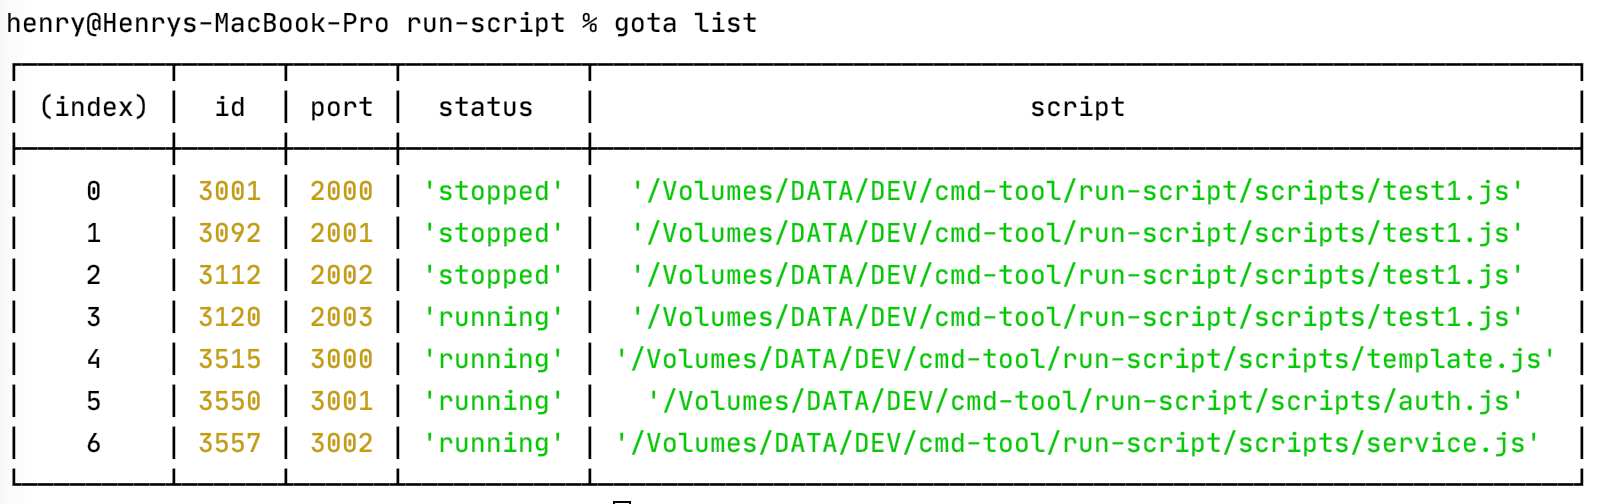 henry@Henrys-MacBook-Pro run-script % gota list
(index) id port status script
0 3001 2000 'stopped' '/Volumes/DATA/DEV/cmd-tool/run-script/scripts/test1.js'
1 3092 2001 'stopped' '/Volumes/DATA/DEV/cmd-tool/run-script/scripts/test1.js'
2 3112 2002 'stopped' '/Volumes/DATA/DEV/cmd-tool/run-script/scripts/test1.js'
3 3120 2003 'running' '/Volumes/DATA/DEV/cmd-tool/run-script/scripts/test1.js'
4 3515 3000 'running' '/Volumes/DATA/DEV/cmd-tool/run-script/scripts/template.js'
5 3550 3001 'running' '/Volumes/DATA/DEV/cmd-tool/run-script/scripts/auth.js'
6 3557 3002 'running' '/Volumes/DATA/DEV/cmd-tool/run-script/scripts/service.js'